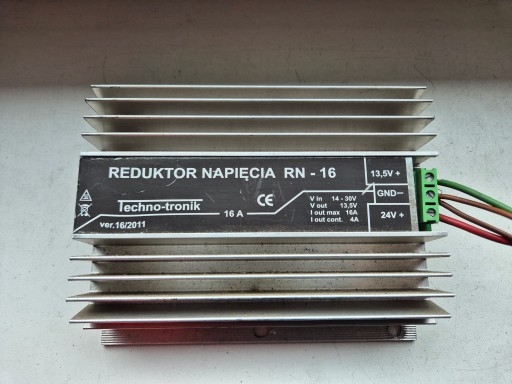 REDUKTOR NAPIĘCIA RN - 16
Techno-tronik
16 A
ver.16/2011
CE
V in 14 - 30V
V out 13,5V
I out max 16A
I out cont. 4A
13,5V +
GND –
24V +